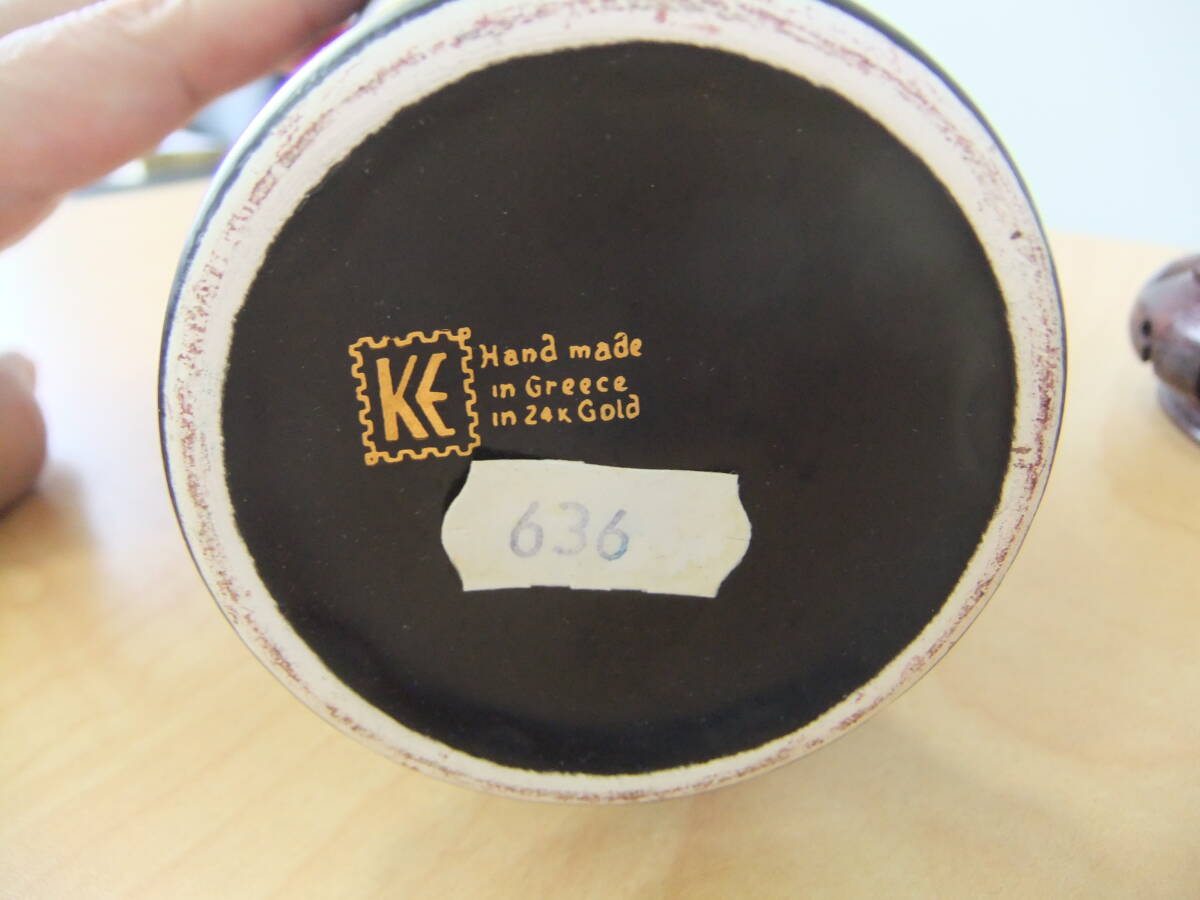 KE
Hand made
in Greece
in 24k Gold
636